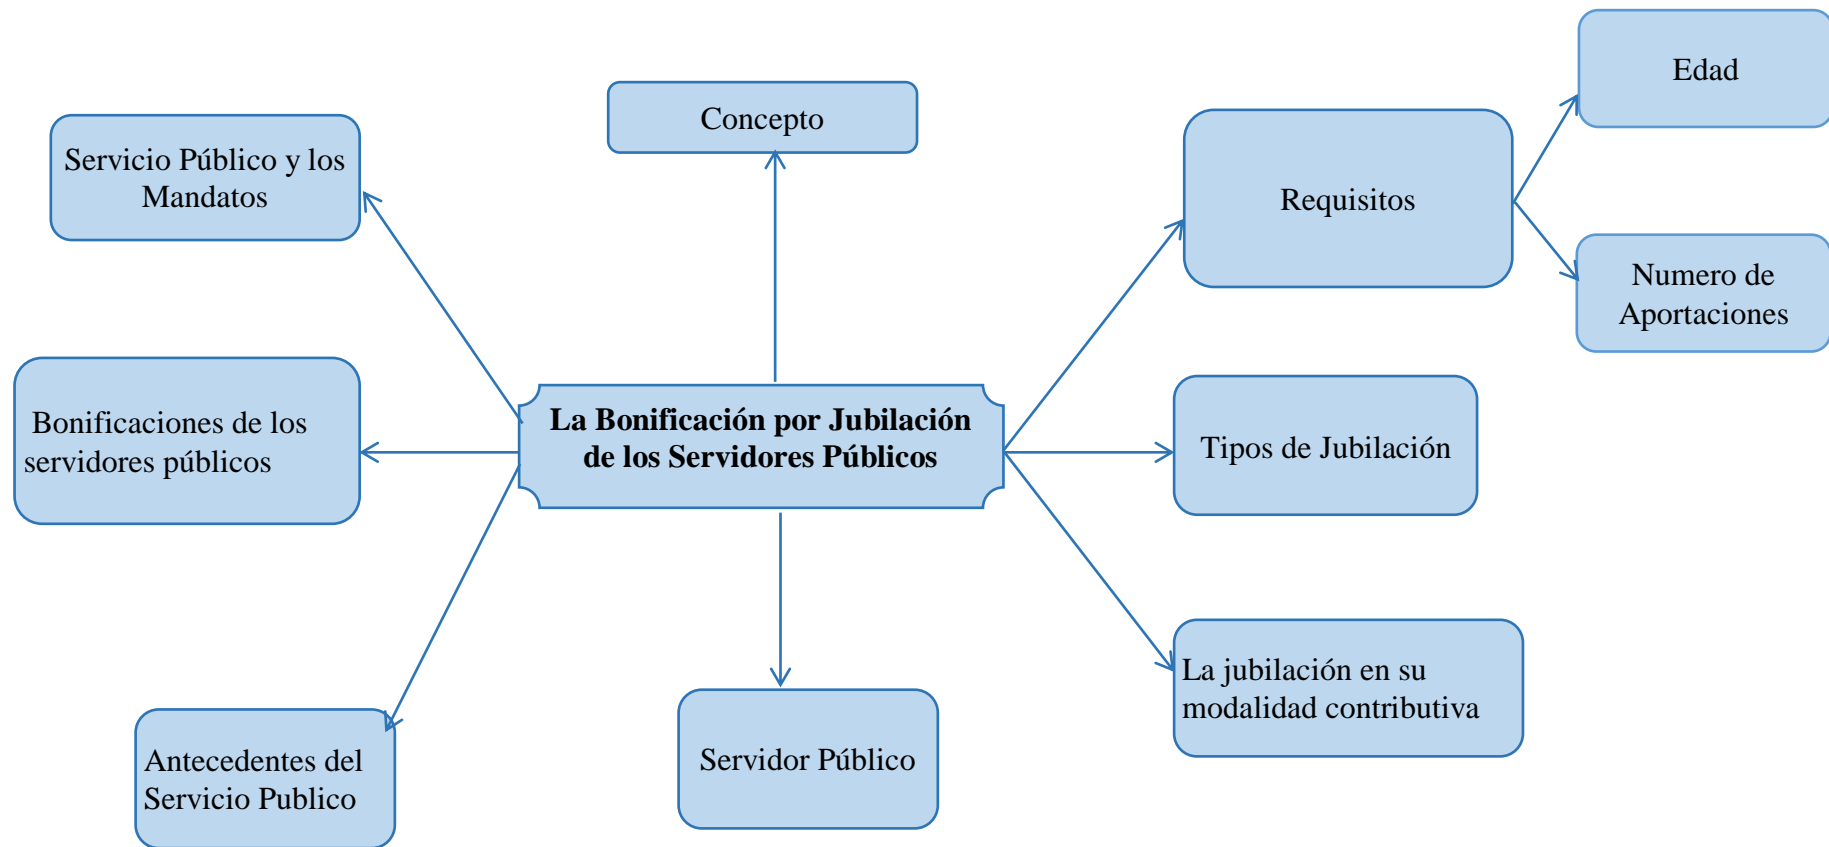 Edad
Concepto
Servicio Público y los
Mandatos
Requisitos
Numero de
Aportaciones
Bonificaciones de los
servidores públicos
La Bonificación por Jubilación
de los Servidores Públicos
Tipos de Jubilación
La jubilación en su
modalidad contributiva
Servidor Público
Antecedentes del
Servicio Publico